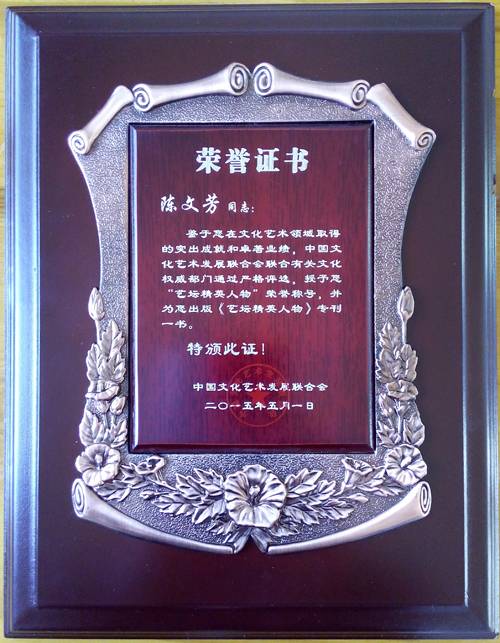 荣誉证书
陈文芳 同志：
鉴于您在文化艺术领域取得
的突出成就和卓著业绩，中国文
化艺术发展联合会联合有关文化
权威部门通过严格评选，授予您
“艺坛精英人物”荣誉称号，并
为您出版《艺坛精英人物》专刊
一书。
特颁此证！
中国文化艺术发展联合会
二〇一五年五月一日